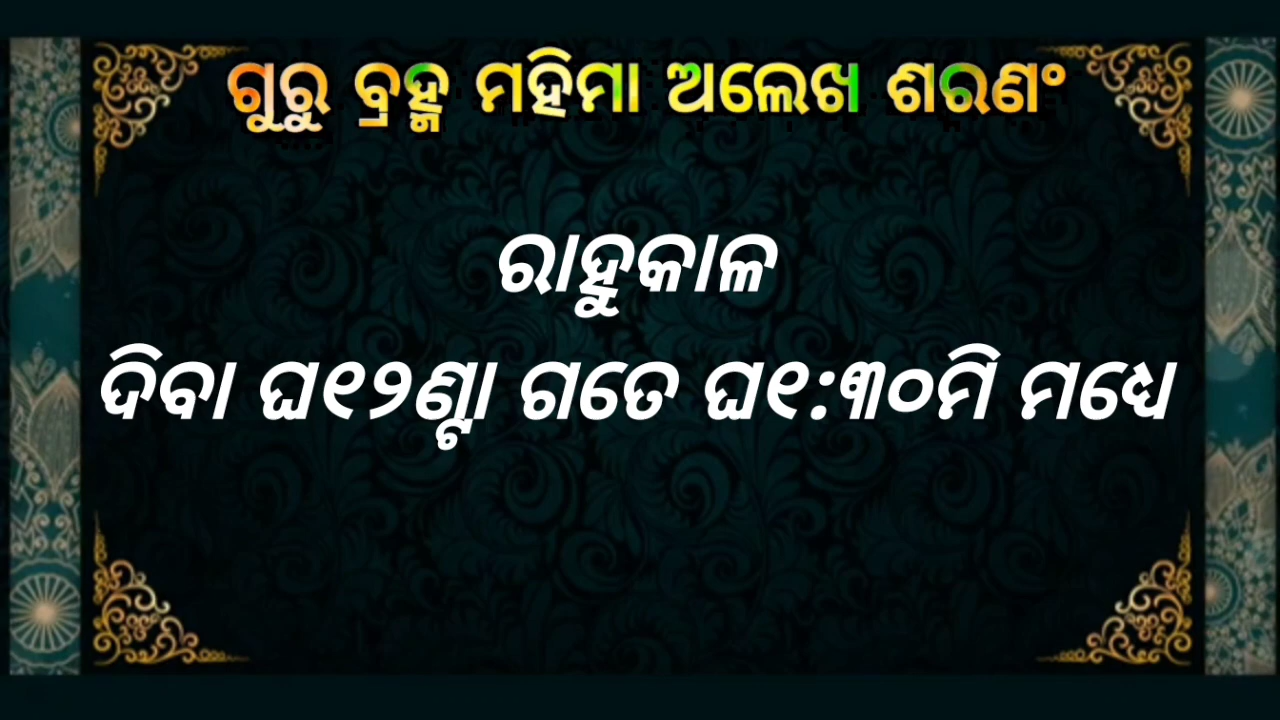 ଗୁରୁ ବ୍ରହ୍ମ ମହିମା ଅଲେଖ ଶରଣଂ
ରାହୁକାଳ
ଦିବା ଘ୧୨ଣ୍ଟା ଗତେ ଘ୧:୩୦ମି ମଧ୍ୟେ